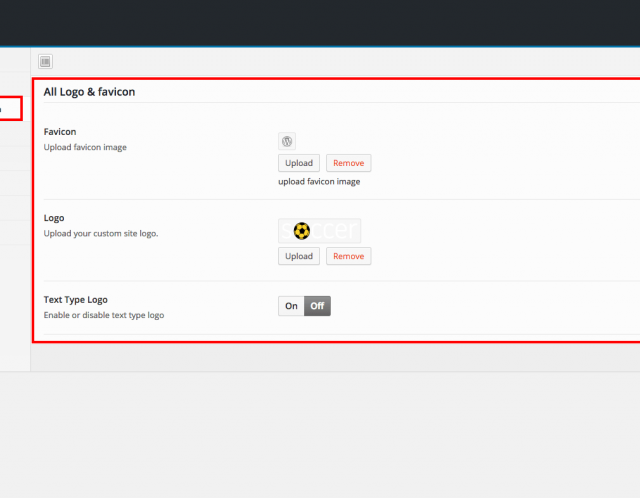 All Logo & favicon
Favicon
Upload favicon image
Upload Remove
upload favicon image
Logo
Upload your custom site logo.
soccer
Upload Remove
Text Type Logo
Enable or disable text type logo
On Off